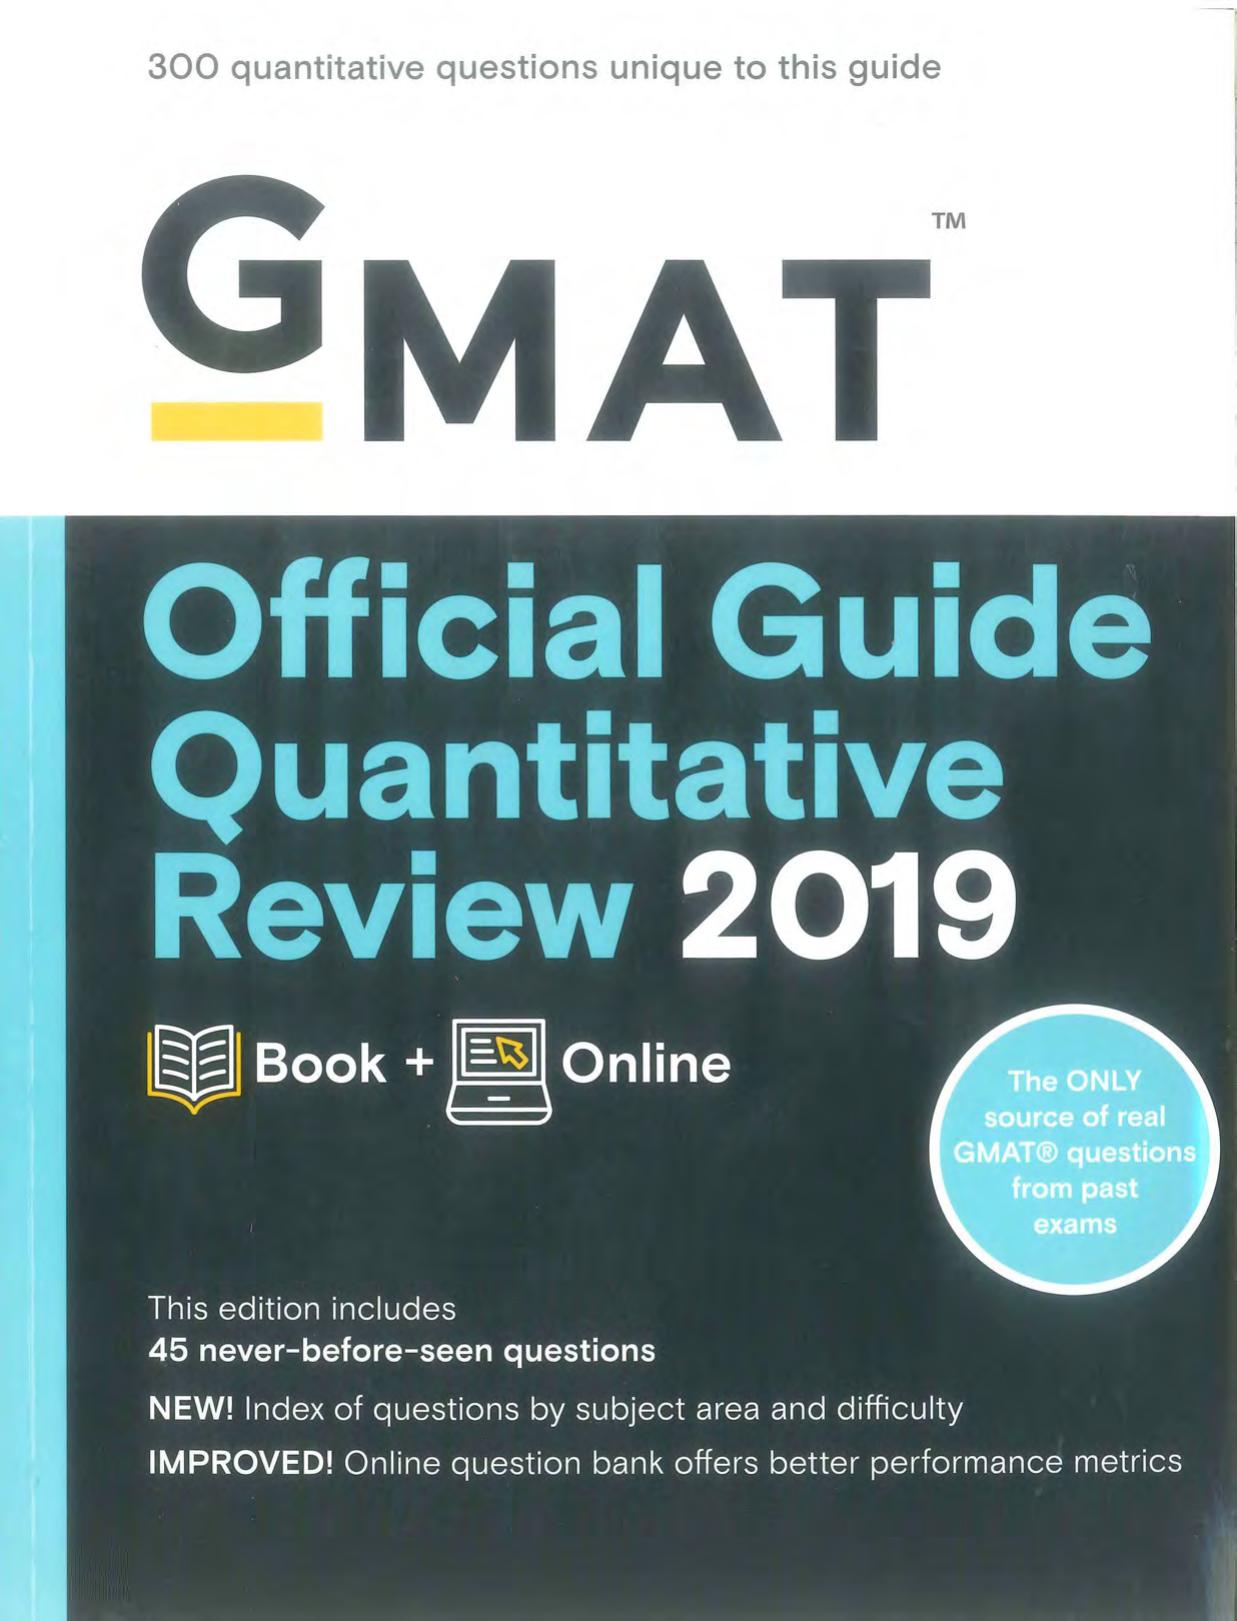 300 quantitative questions unique to this guide
GMAT™
Official Guide
Quantitative
Review 2019
Book + Online
The ONLY
source of real
GMAT® questions
from past
exams
This edition includes
45 never-before-seen questions
NEW! Index of questions by subject area and difficulty
IMPROVED! Online question bank offers better performance metrics